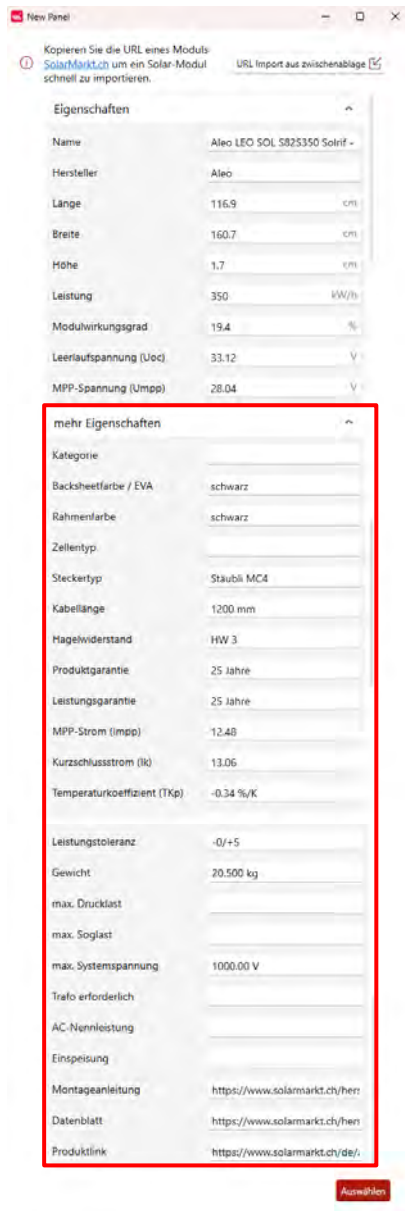 New Panel
Kopieren Sie die URL eines Moduls
SolarMarkt.ch um ein Solar-Modul
schnell zu importieren.
URL Import aus zwischenablage
Eigenschaften
Name Aleo LEO SOL S82S350 Solrif -
Hersteller Aleo
Länge 116.9 cm
Breite 160.7 cm
Höhe 1.7 cm
Leistung 350 kW/h
Modulwirkungsgrad 19.4 %
Leerlaufspannung (Uoc) 33.12 V
MPP-Spannung (Umpp) 28.04 V
mehr Eigenschaften
Kategorie
Backsheetfarbe / EVA schwarz
Rahmenfarbe schwarz
Zellentyp
Steckertyp Stäubli MC4
Kabellänge 1200 mm
Hagelwiderstand HW 3
Produktgarantie 25 Jahre
Leistungsgarantie 25 Jahre
MPP-Strom (Impp) 12.48
Kurzschlussstrom (Ik) 13.06
Temperaturkoeffizient (TKp) -0.34 %/K
Leistungstoleranz -0/+5
Gewicht 20.500 kg
max. Drucklast
max. Soglast
max. Systemspannung 1000.00 V
Trafo erforderlich
AC-Nennleistung
Einspeisung
Montageanleitung https://www.solarmarkt.ch/hers
Datenblatt https://www.solarmarkt.ch/hers
Produktlink https://www.solarmarkt.ch/de/a
Auswählen